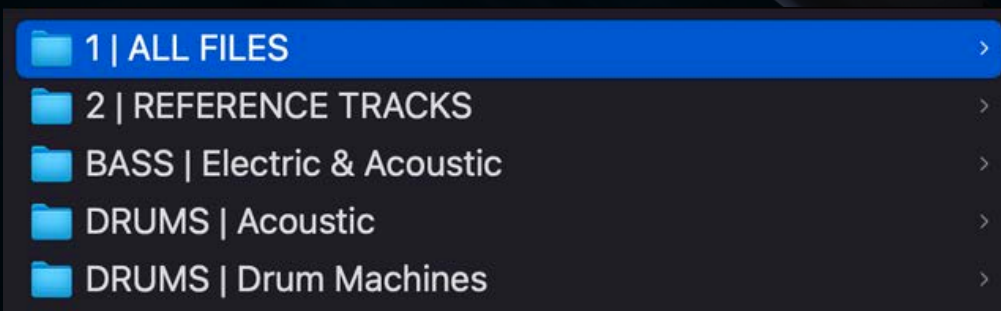 1 | ALL FILES
2 | REFERENCE TRACKS
BASS | Electric & Acoustic
DRUMS | Acoustic
DRUMS | Drum Machines